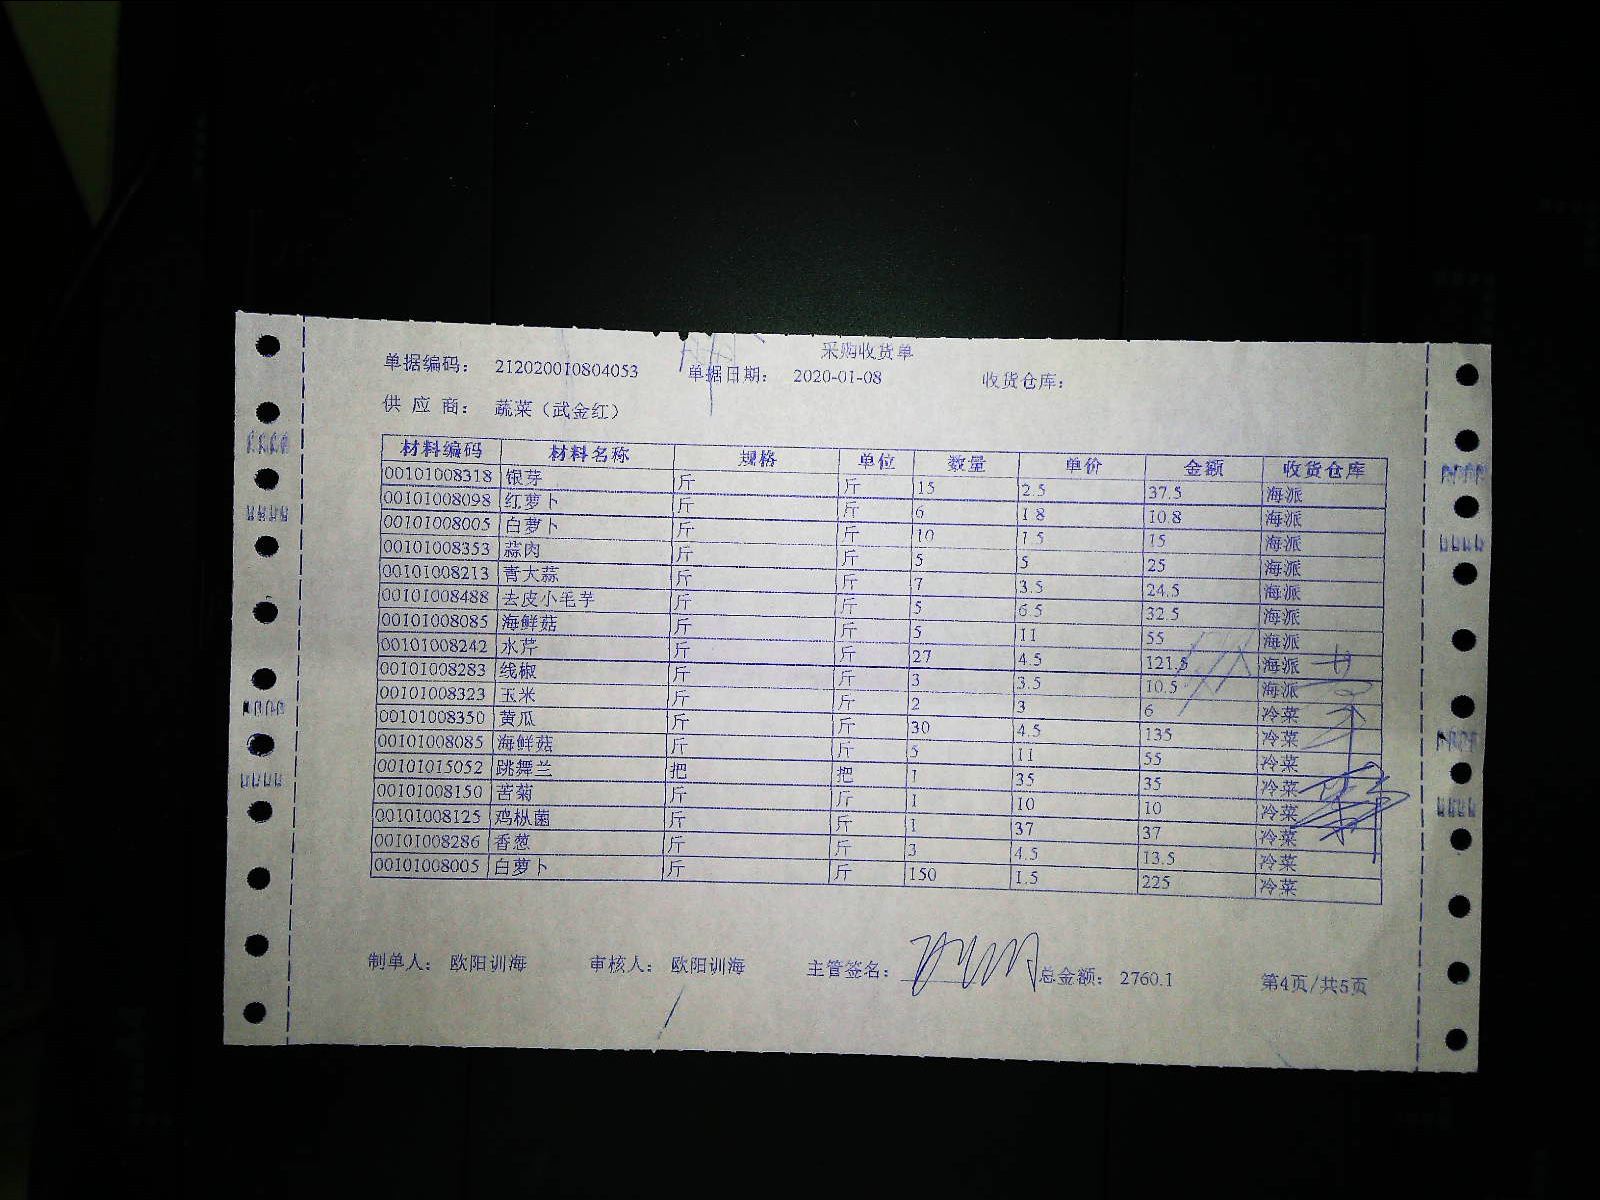 采购收货单
单据编码： 212020010804053 单据日期： 2020-01-08 收货仓库：
供 应 商： 蔬菜（武金红）
材料编码 材料名称 规格 单位 数量 单价 金额 收货仓库
00101008318 银芽 斤 斤 15 2.5 37.5 海派
00101008098 红萝卜 斤 斤 6 1.8 10.8 海派
00101008005 白萝卜 斤 斤 10 1.5 15 海派
00101008353 蒜肉 斤 斤 5 5 25 海派
00101008213 青大蒜 斤 斤 7 3.5 24.5 海派
00101008488 去皮小毛芋 斤 斤 5 6.5 32.5 海派
00101008085 海鲜菇 斤 斤 5 11 55 海派
00101008242 水芹 斤 斤 27 4.5 121.5 海派
00101008283 线椒 斤 斤 3 3.5 10.5 海派
00101008323 玉米 斤 斤 2 3 6 冷菜
00101008350 黄瓜 斤 斤 30 4.5 135 冷菜
00101008085 海鲜菇 斤 斤 5 11 55 冷菜
00101015052 跳舞兰 把 把 1 35 35 冷菜
00101008150 苦菊 斤 斤 1 10 10 冷菜
00101008125 鸡枞菌 斤 斤 1 37 37 冷菜
00101008286 香葱 斤 斤 3 4.5 13.5 冷菜
00101008005 白萝卜 斤 斤 150 1.5 225 冷菜
制单人： 欧阳训海 审核人： 欧阳训海 主管签名： 总金额： 2760.1 第4页/共5页